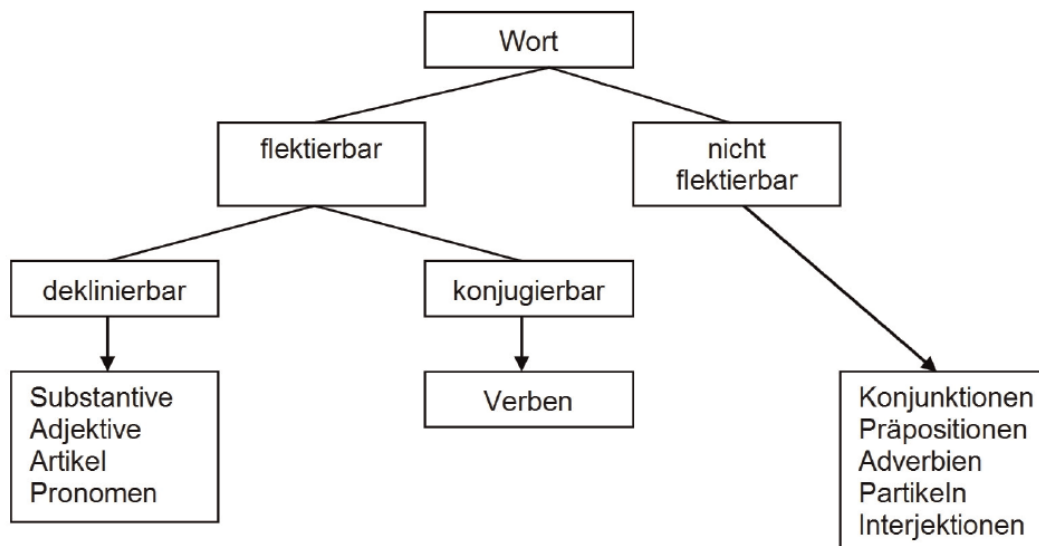 Wort
flektierbar
nicht
flektierbar
deklinierbar
konjugierbar
Substantive
Adjektive
Artikel
Pronomen
Verben
Konjunktionen
Präpositionen
Adverbien
Partikeln
Interjektionen